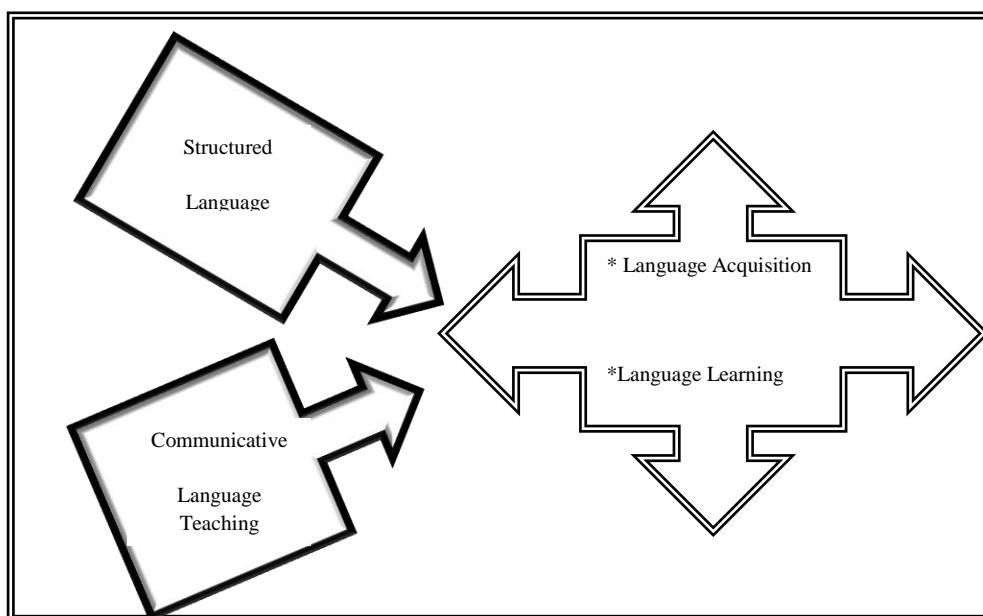 Structured
Language
* Language Acquisition
*Language Learning
Communicative
Language
Teaching